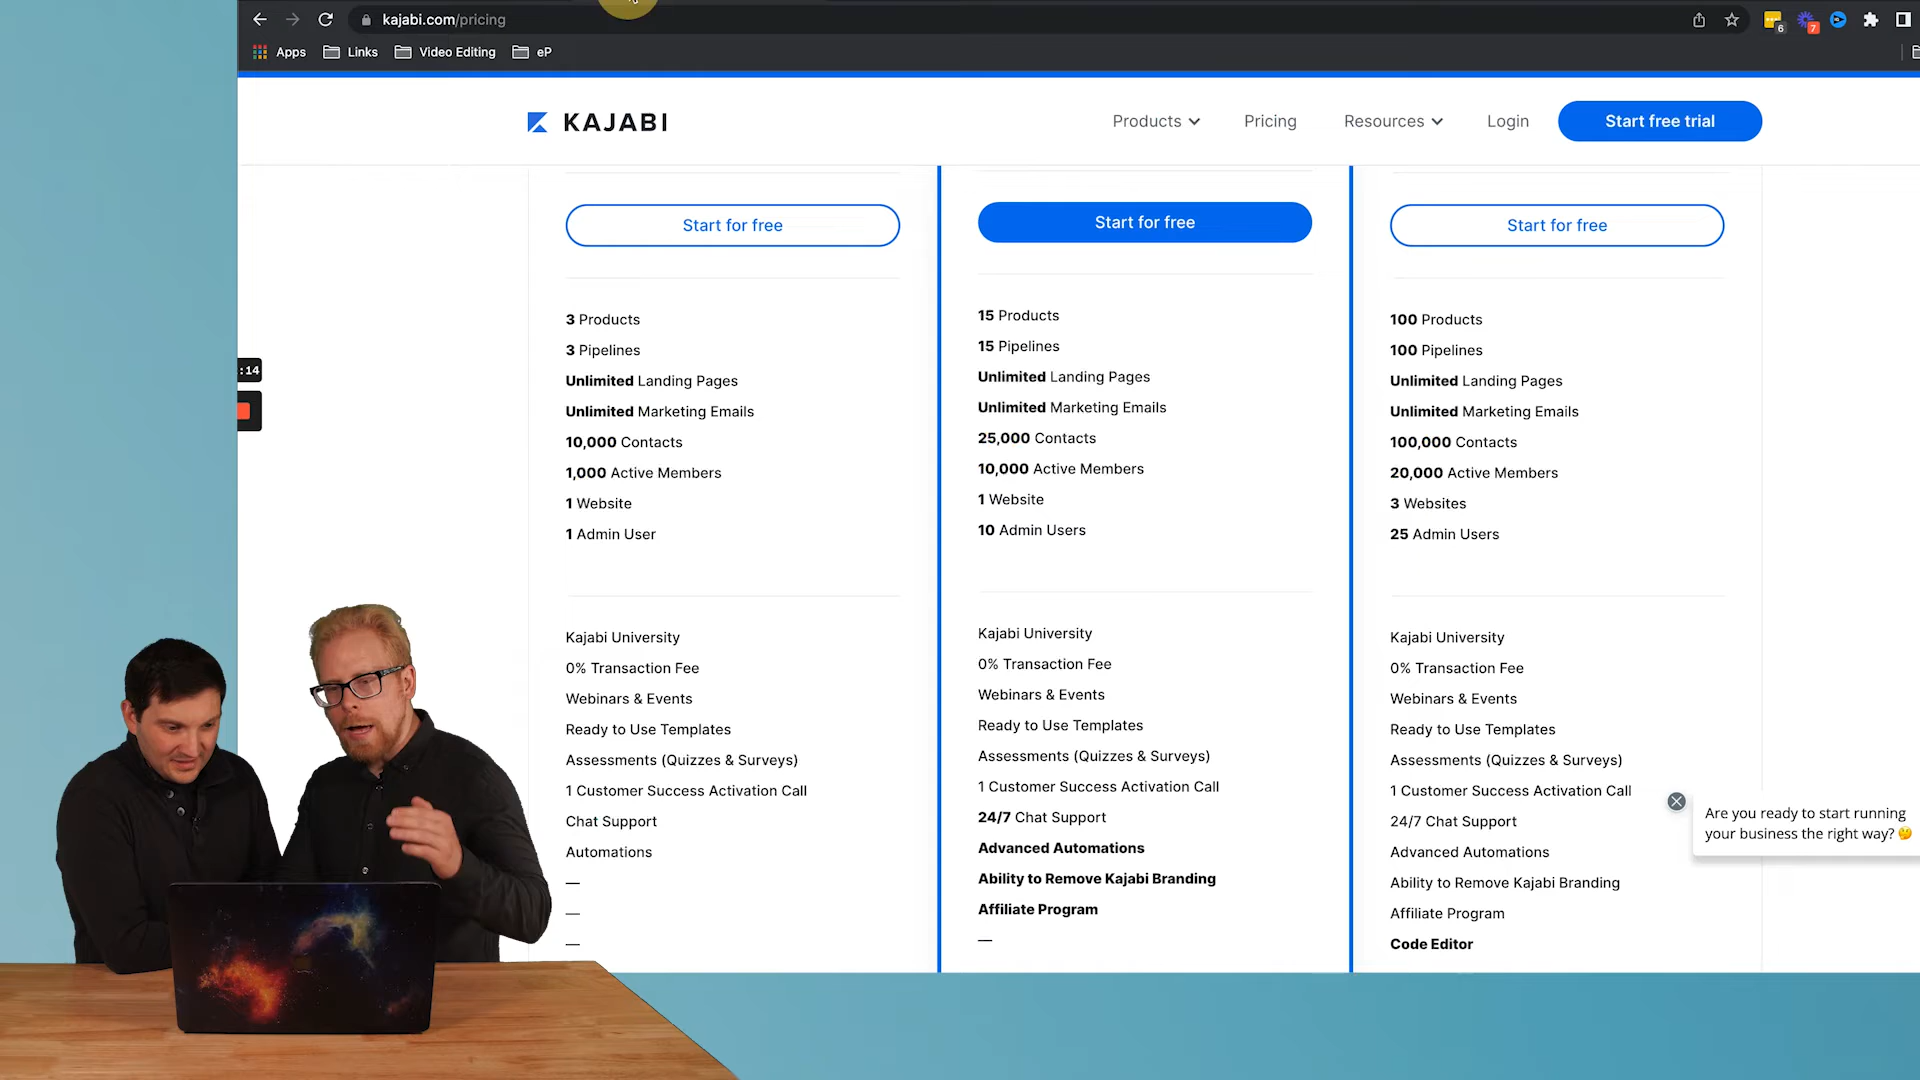 kajabi.com/pricing
6
7
Apps
Links
Video Editing
eP
KAJABI
Products
Pricing
Resources
Login
Start free trial
Start for free
3 Products
3 Pipelines
Unlimited Landing Pages
Unlimited Marketing Emails
10,000 Contacts
1,000 Active Members
1 Website
1 Admin User
Kajabi University
0% Transaction Fee
Webinars & Events
Ready to Use Templates
Assessments (Quizzes & Surveys)
1 Customer Success Activation Call
Chat Support
Automations
—
—
—
Start for free
15 Products
15 Pipelines
Unlimited Landing Pages
Unlimited Marketing Emails
25,000 Contacts
10,000 Active Members
1 Website
10 Admin Users
Kajabi University
0% Transaction Fee
Webinars & Events
Ready to Use Templates
Assessments (Quizzes & Surveys)
1 Customer Success Activation Call
24/7 Chat Support
Advanced Automations
Ability to Remove Kajabi Branding
Affiliate Program
—
Start for free
100 Products
100 Pipelines
Unlimited Landing Pages
Unlimited Marketing Emails
100,000 Contacts
20,000 Active Members
3 Websites
25 Admin Users
Kajabi University
0% Transaction Fee
Webinars & Events
Ready to Use Templates
Assessments (Quizzes & Surveys)
1 Customer Success Activation Call
24/7 Chat Support
Advanced Automations
Ability to Remove Kajabi Branding
Affiliate Program
Code Editor
:14
Are you ready to start running
your business the right way? 🤔